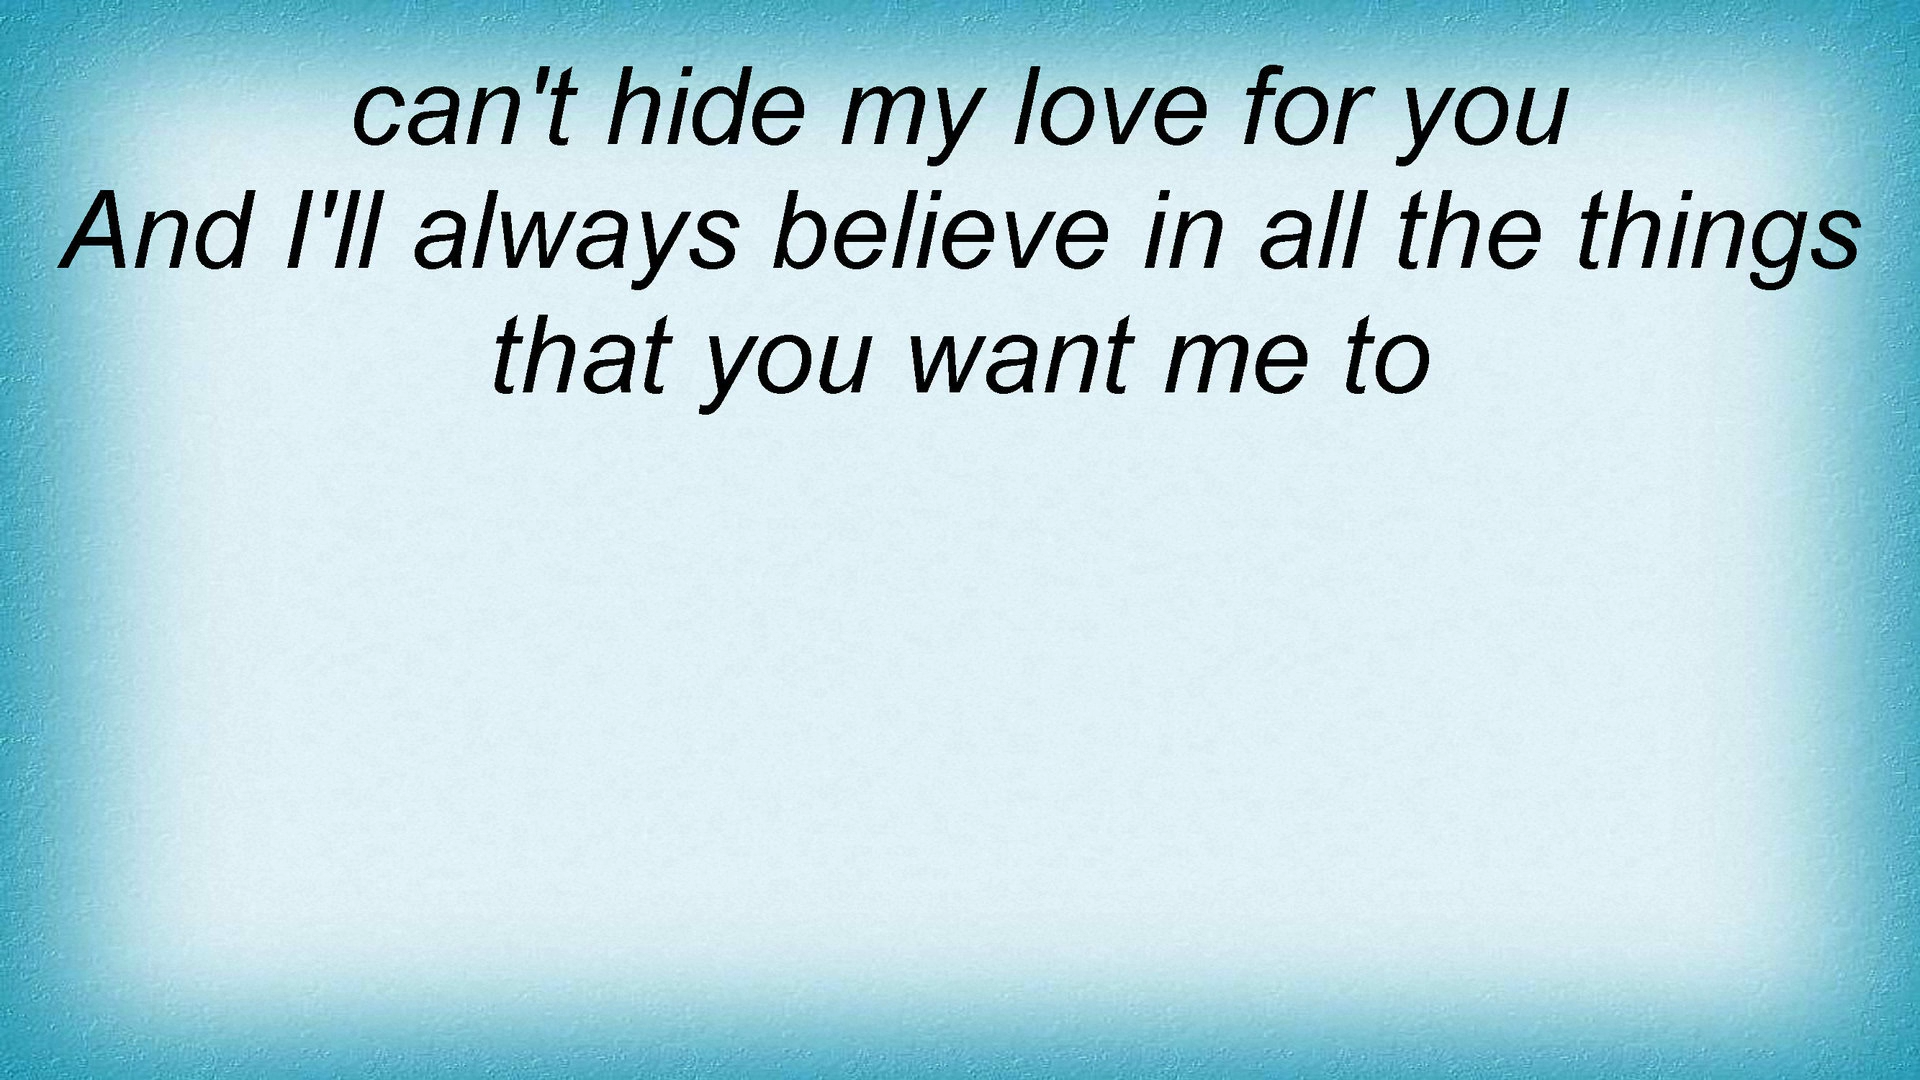 can't hide my love for you
And I'll always believe in all the things
that you want me to